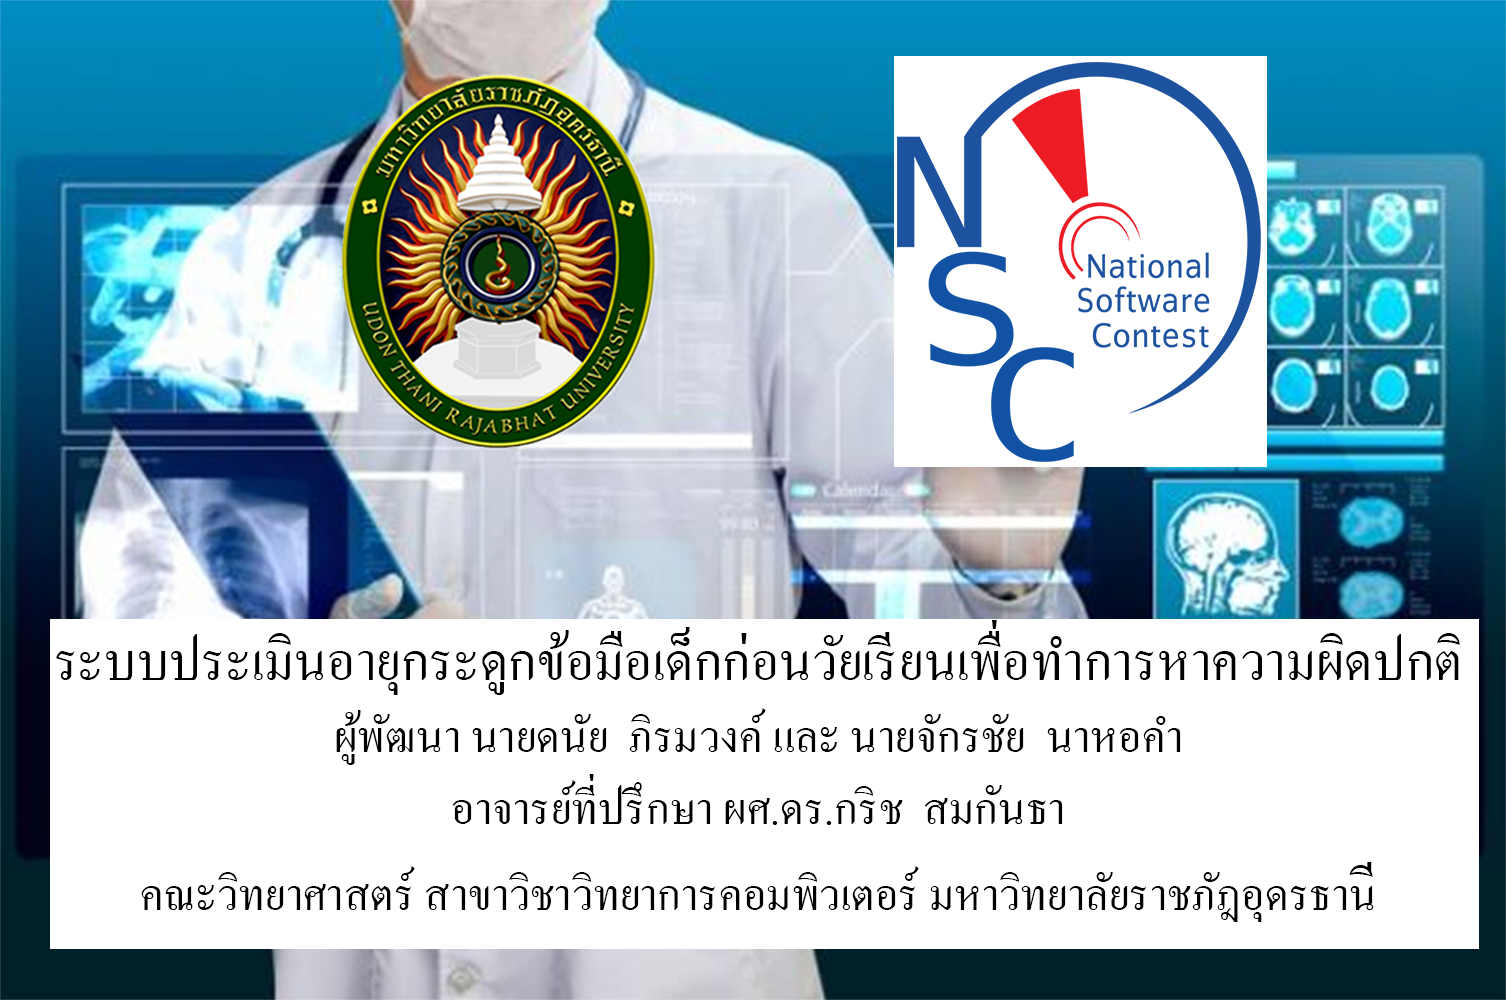 มหาวิทยาลัยราชภัฏอุดรธานี
UDON THANI RAJABHAT UNIVERSITY
NSC
National
Software
Contest
Calendar
ระบบประเมินอายุกระดูกข้อมือเด็กก่อนวัยเรียนเพื่อทำการหาความผิดปกติ
ผู้พัฒนา นายดนัย ภิรมวงค์ และ นายจักรชัย นาหอคำ
อาจารย์ที่ปรึกษา ผศ.ดร.กริช สมกันธา
คณะวิทยาศาสตร์ สาขาวิชาวิทยาการคอมพิวเตอร์ มหาวิทยาลัยราชภัฎอุดรธานี